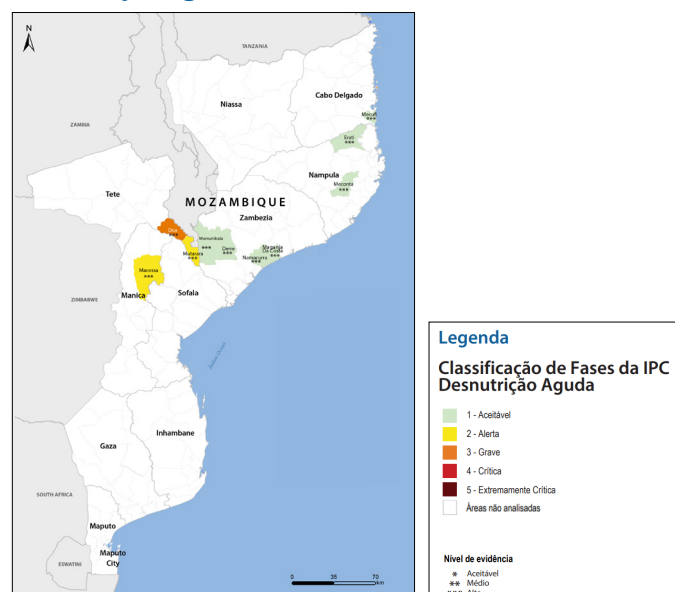 N
TANZANIA
Cabo Delgado
Niassa
Mecufi
***
ZAMBIA
Erati
***
Nampula
Meconta
***
Tete
MOZAMBIQUE
Zambezia
Doa
***
Morrumbala
***
Derre
***
Maganja
Da Costa
***
Mutarara
***
Namacurra
***
Macossa
***
Manica
Sofala
ZIMBABWE
Gaza
Inhambane
SOUTH AFRICA
Maputo
Maputo
City
ESWATINI
0 35 70
km
Legenda
Classificação de Fases da IPC
Desnutrição Aguda
1 - Aceitável
2 - Alerta
3 - Grave
4 - Crítica
5 - Extremamente Crítica
Áreas não analisadas
Nível de evidência
* Aceitável
** Médio
*** Alto